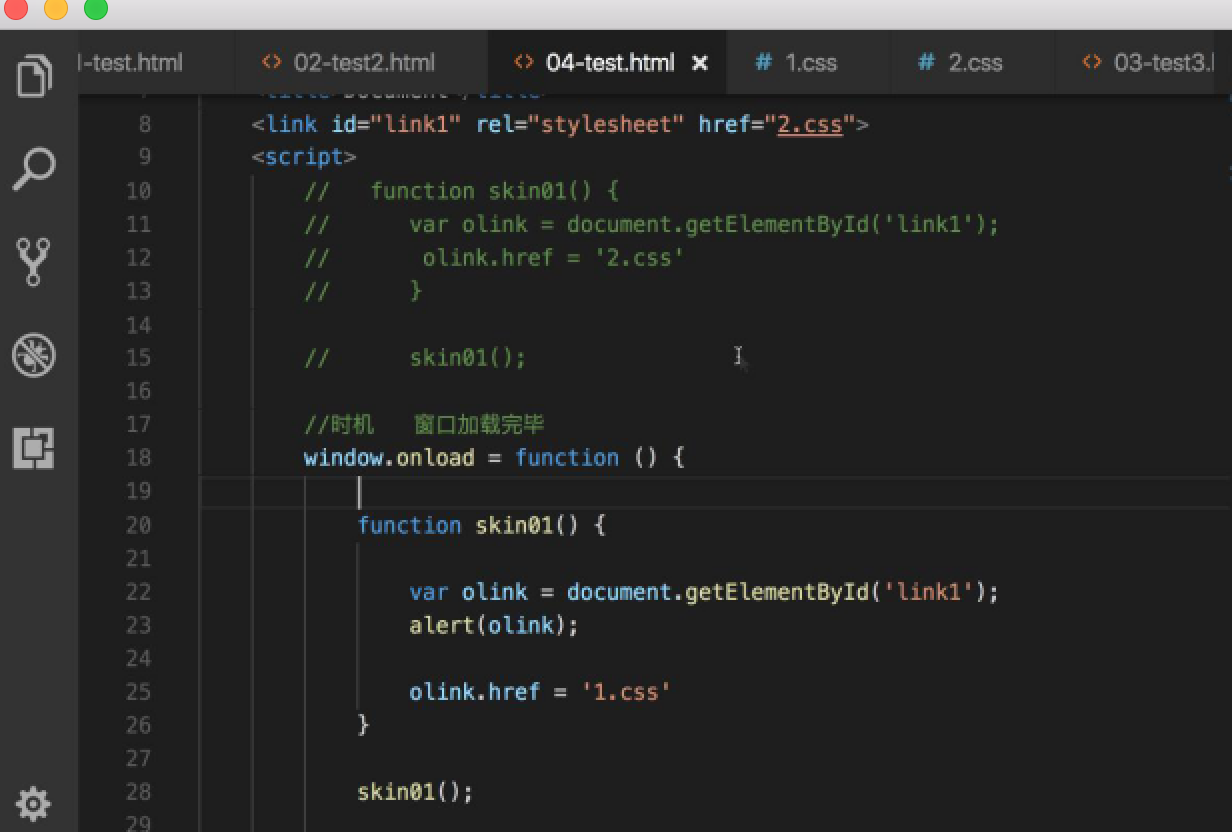 l-test.html <> 02-test2.html <> 04-test.html × # 1.css # 2.css <> 03-test3.
<title>Document</title>
8 <link id="link1" rel="stylesheet" href="2.css">
9 <script>
10 // function skin01() {
11 // var olink = document.getElementById('link1');
12 // olink.href = '2.css'
13 // }
14
15 // skin01();
16
17 //时机 窗口加载完毕
18 window.onload = function () {
19
20 function skin01() {
21
22 var olink = document.getElementById('link1');
23 alert(olink);
24
25 olink.href = '1.css'
26 }
27
28 skin01();
29